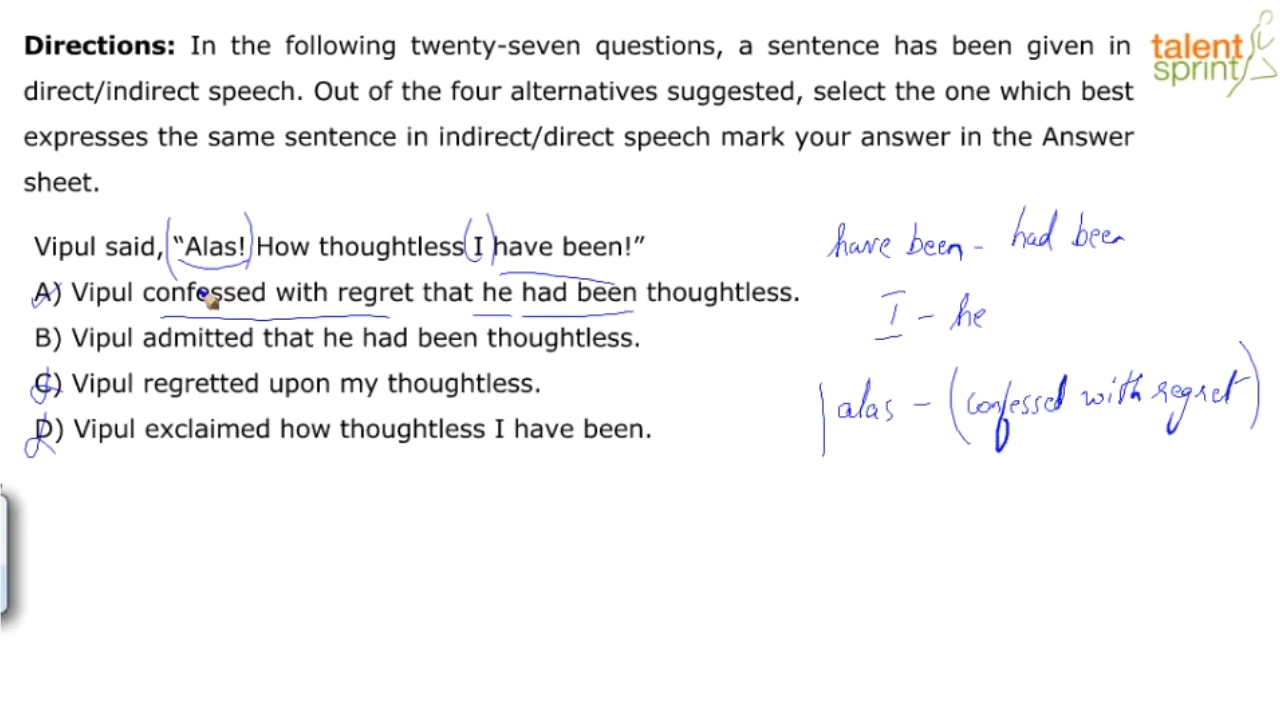 Directions: In the following twenty-seven questions, a sentence has been given in
direct/indirect speech. Out of the four alternatives suggested, select the one which best
expresses the same sentence in indirect/direct speech mark your answer in the Answer
sheet.
talent
sprint
Vipul said, “Alas! How thoughtless I have been!”
A) Vipul confessed with regret that he had been thoughtless.
B) Vipul admitted that he had been thoughtless.
C) Vipul regretted upon my thoughtless.
D) Vipul exclaimed how thoughtless I have been.
have been - had been
I - he
alas - (confessed with regret)